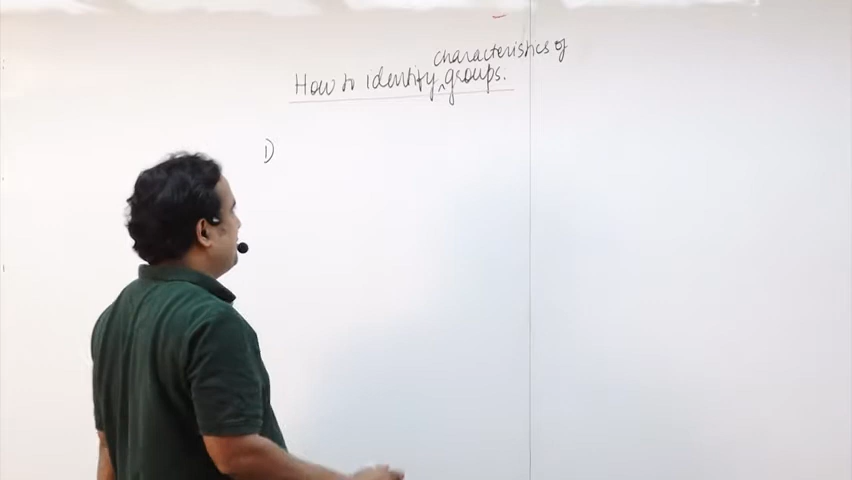 How to identify characteristics of groups.
1)